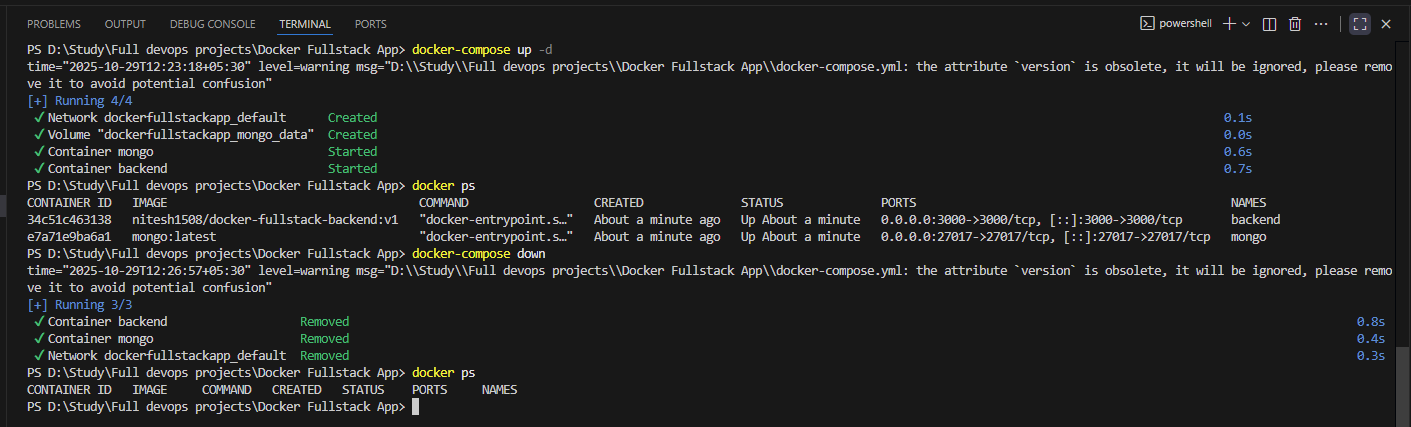 PROBLEMS OUTPUT DEBUG CONSOLE TERMINAL PORTS powershell
PS D:\Study\Full devops projects\Docker Fullstack App> docker-compose up -d
time="2025-10-29T12:23:18+05:30" level=warning msg="D:\\Study\\Full devops projects\\Docker Fullstack App\\docker-compose.yml: the attribute `version` is obsolete, it will be ignored, please remo
ve it to avoid potential confusion"
[+] Running 4/4
✓ Network dockerfullstackapp_default Created 0.1s
✓ Volume "dockerfullstackapp_mongo_data" Created 0.0s
✓ Container mongo Started 0.6s
✓ Container backend Started 0.7s
PS D:\Study\Full devops projects\Docker Fullstack App> docker ps
CONTAINER ID IMAGE COMMAND CREATED STATUS PORTS NAMES
34c51c463138 nitesh1508/docker-fullstack-backend:v1 "docker-entrypoint.s…" About a minute ago Up About a minute 0.0.0.0:3000->3000/tcp, [::]:3000->3000/tcp backend
e7a71e9ba6a1 mongo:latest "docker-entrypoint.s…" About a minute ago Up About a minute 0.0.0.0:27017->27017/tcp, [::]:27017->27017/tcp mongo
PS D:\Study\Full devops projects\Docker Fullstack App> docker-compose down
time="2025-10-29T12:26:57+05:30" level=warning msg="D:\\Study\\Full devops projects\\Docker Fullstack App\\docker-compose.yml: the attribute `version` is obsolete, it will be ignored, please remo
ve it to avoid potential confusion"
[+] Running 3/3
✓ Container backend Removed 0.8s
✓ Container mongo Removed 0.4s
✓ Network dockerfullstackapp_default Removed 0.3s
PS D:\Study\Full devops projects\Docker Fullstack App> docker ps
CONTAINER ID IMAGE COMMAND CREATED STATUS PORTS NAMES
PS D:\Study\Full devops projects\Docker Fullstack App>